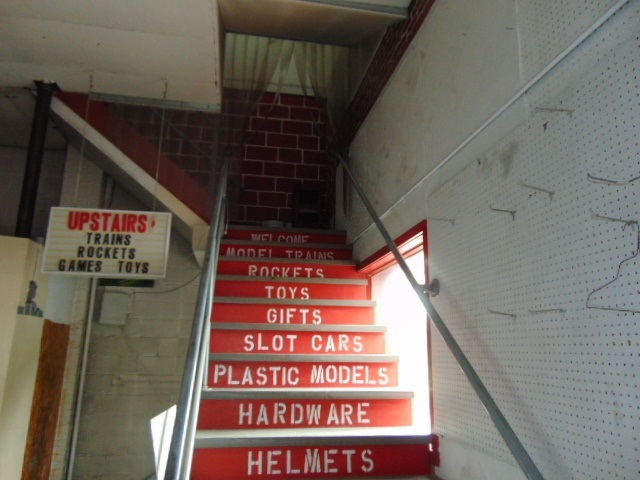 UPSTAIRS
TRAINS
ROCKETS
GAMES TOYS
WELCOME
MODEL TRAINS
ROCKETS
TOYS
GIFTS
SLOT CARS
PLASTIC MODELS
HARDWARE
HELMETS